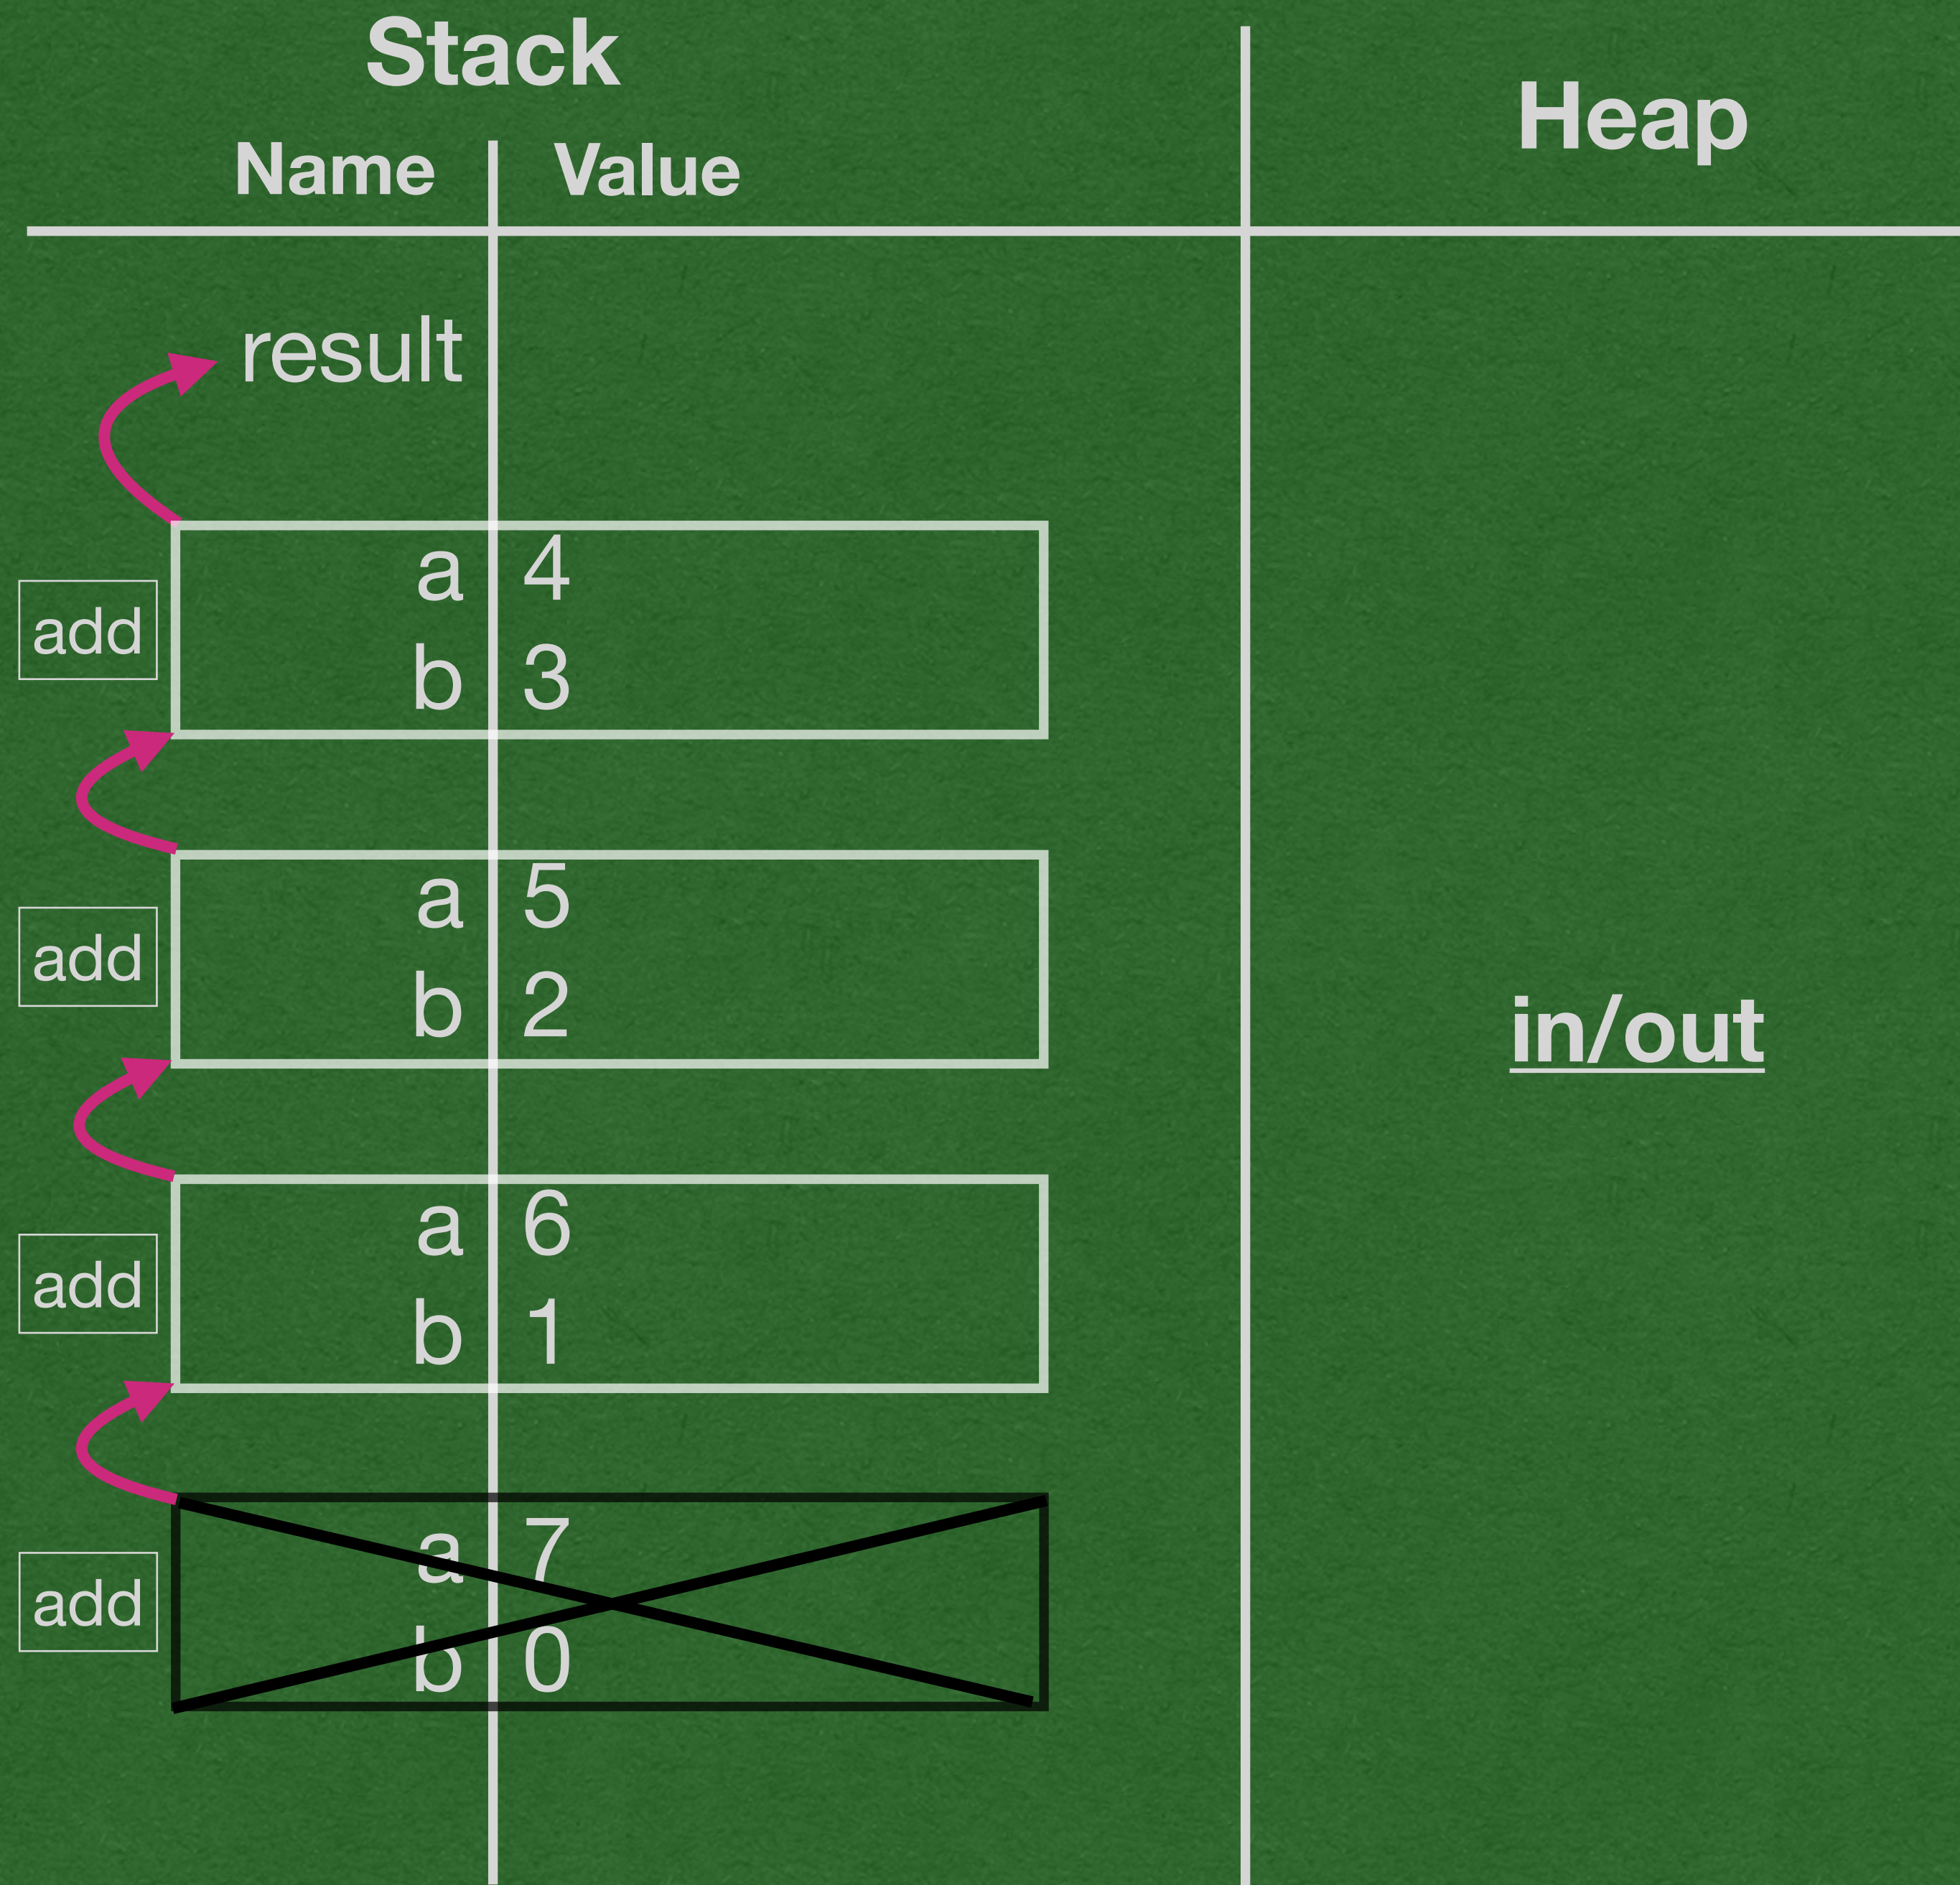 Stack
Heap
Name Value
result
a 4
add
b 3
a 5
add
b 2
in/out
a 6
add
b 1
a 7
add
b 0